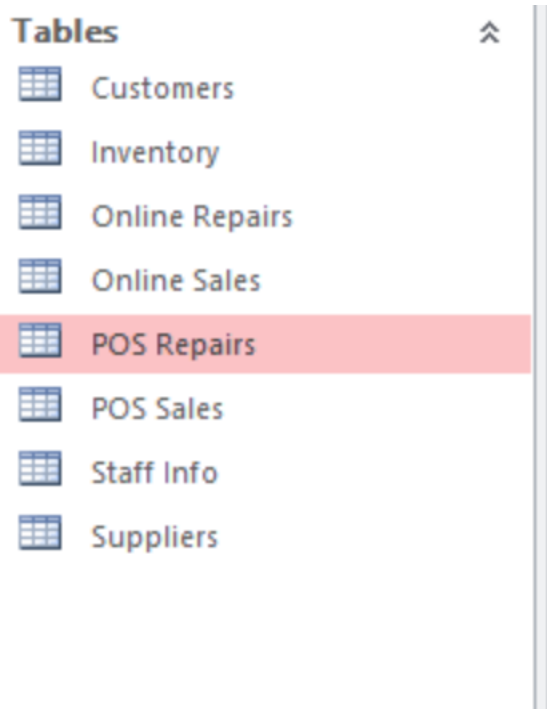 Tables
Customers
Inventory
Online Repairs
Online Sales
POS Repairs
POS Sales
Staff Info
Suppliers